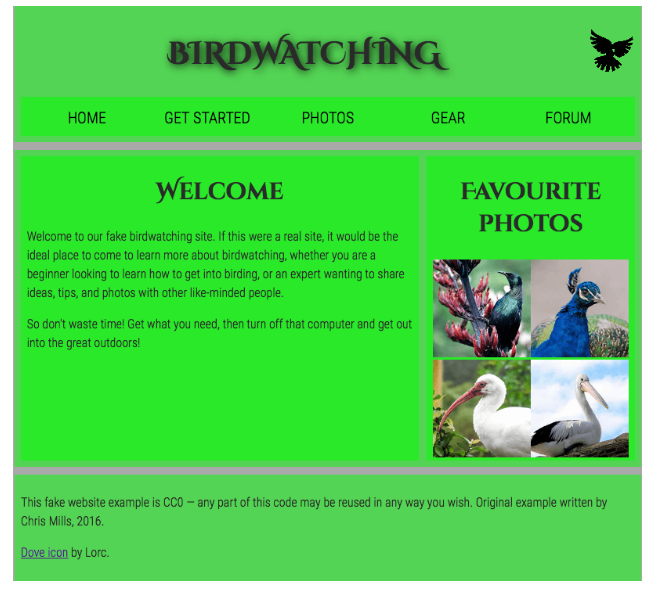 BIRDWATCHING
HOME GET STARTED PHOTOS GEAR FORUM
WELCOME
Welcome to our fake birdwatching site. If this were a real site, it would be the
ideal place to come to learn more about birdwatching, whether you are a
beginner looking to learn how to get into birding, or an expert wanting to share
ideas, tips, and photos with other like-minded people.
So don't waste time! Get what you need, then turn off that computer and get out
into the great outdoors!
FAVOURITE
PHOTOS
This fake website example is CC0 — any part of this code may be reused in any way you wish. Original example written by
Chris Mills, 2016.
Dove icon by Lorc.